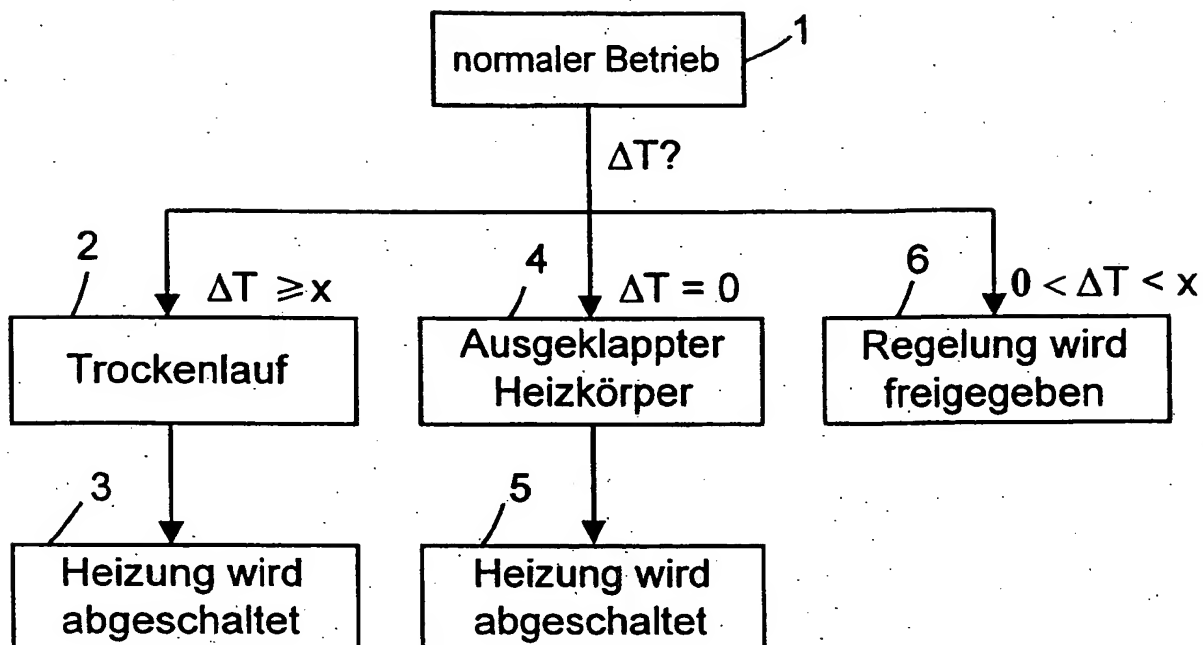 1
normaler Betrieb
ΔT?
2
ΔT ⩾ x
4
ΔT = 0
6
0 < ΔT < x
Trockenlauf
Ausgeklappter
Heizkörper
Regelung wird
freigegeben
3
5
Heizung wird
abgeschaltet
Heizung wird
abgeschaltet